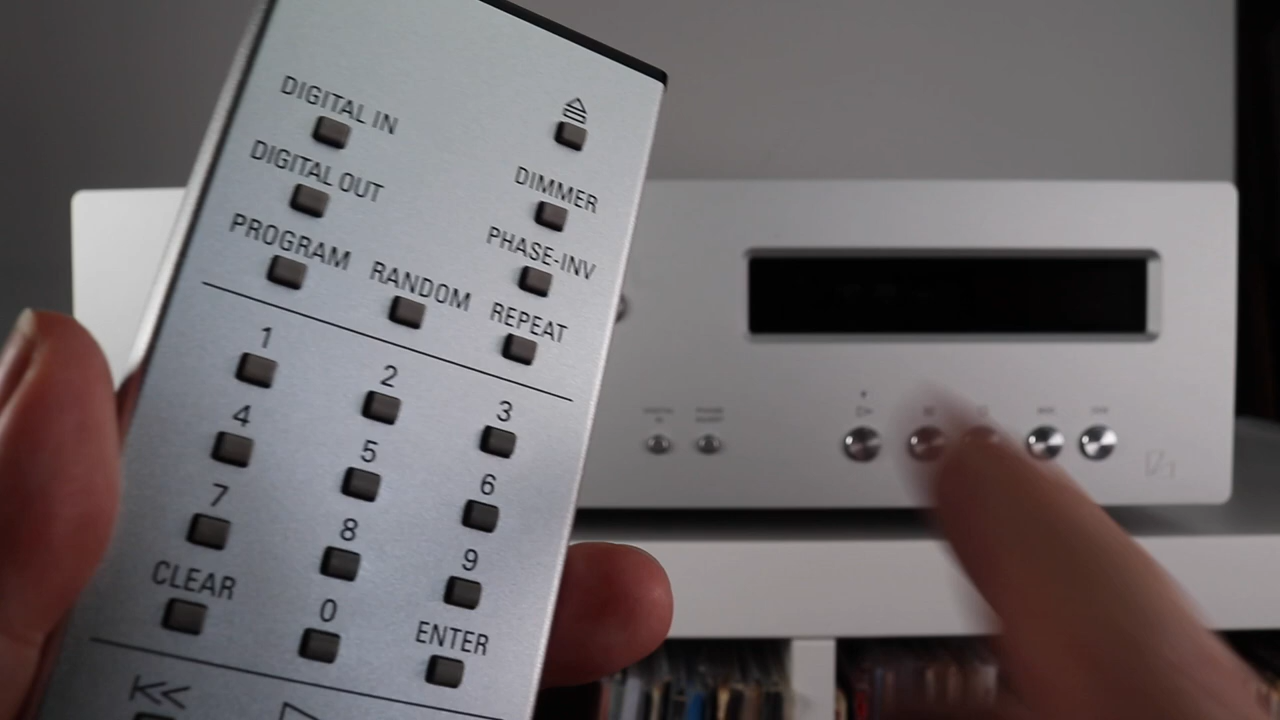 DIGITAL IN
DIGITAL OUT
DIMMER
PROGRAM
RANDOM
PHASE-INV
REPEAT
1
2
3
4
5
6
7
8
9
CLEAR
0
ENTER